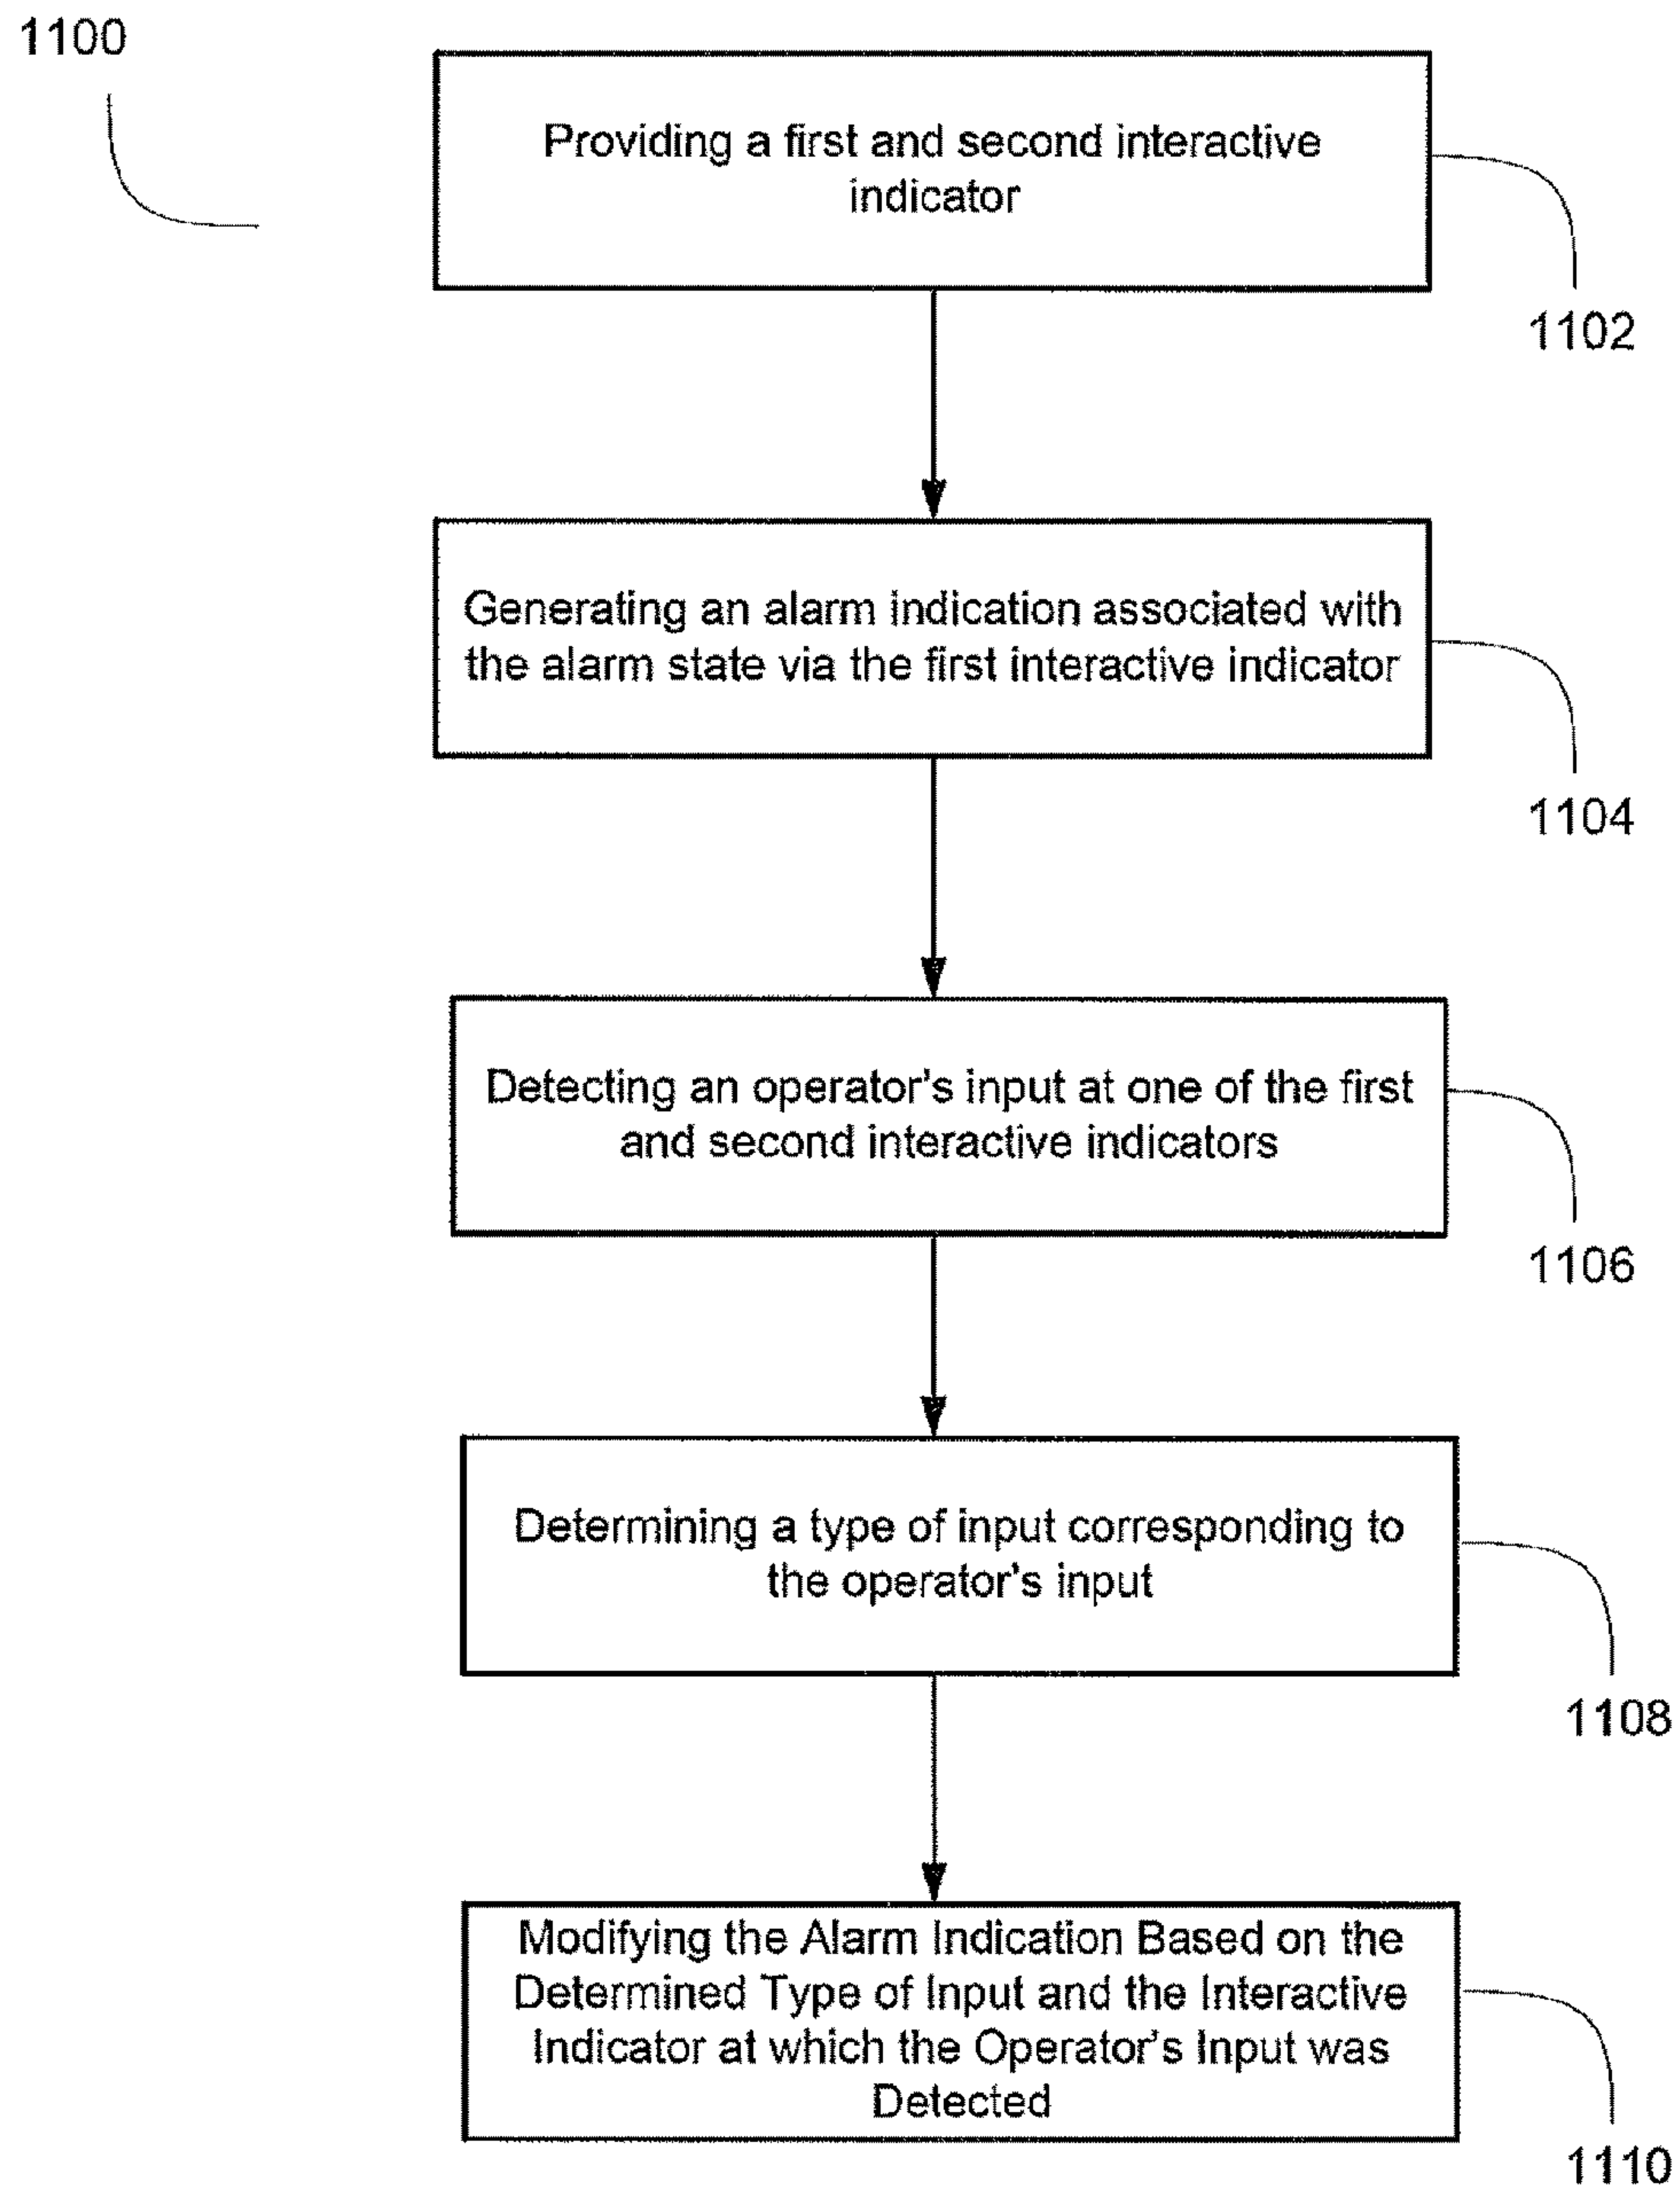 1100
Providing a first and second interactive
indicator
1102
Generating an alarm indication associated with
the alarm state via the first interactive indicator
1104
Detecting an operator's input at one of the first
and second interactive indicators
1106
Determining a type of input corresponding to
the operator's input
1108
Modifying the Alarm Indication Based on the
Determined Type of Input and the Interactive
Indicator at which the Operator's Input was
Detected
1110